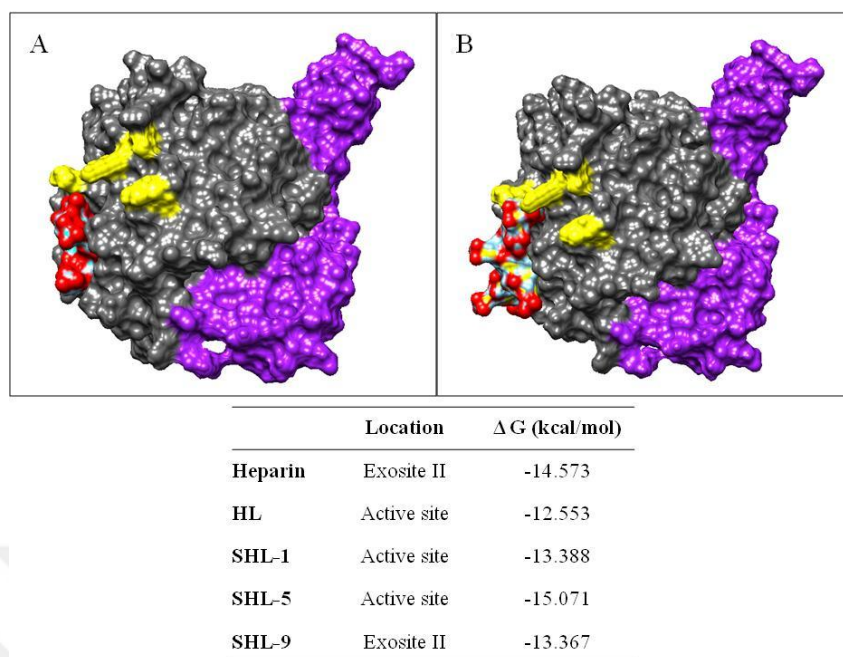 A
B
Location Δ G (kcal/mol)
Heparin Exosite II -14.573
HL Active site -12.553
SHL-1 Active site -13.388
SHL-5 Active site -15.071
SHL-9 Exosite II -13.367